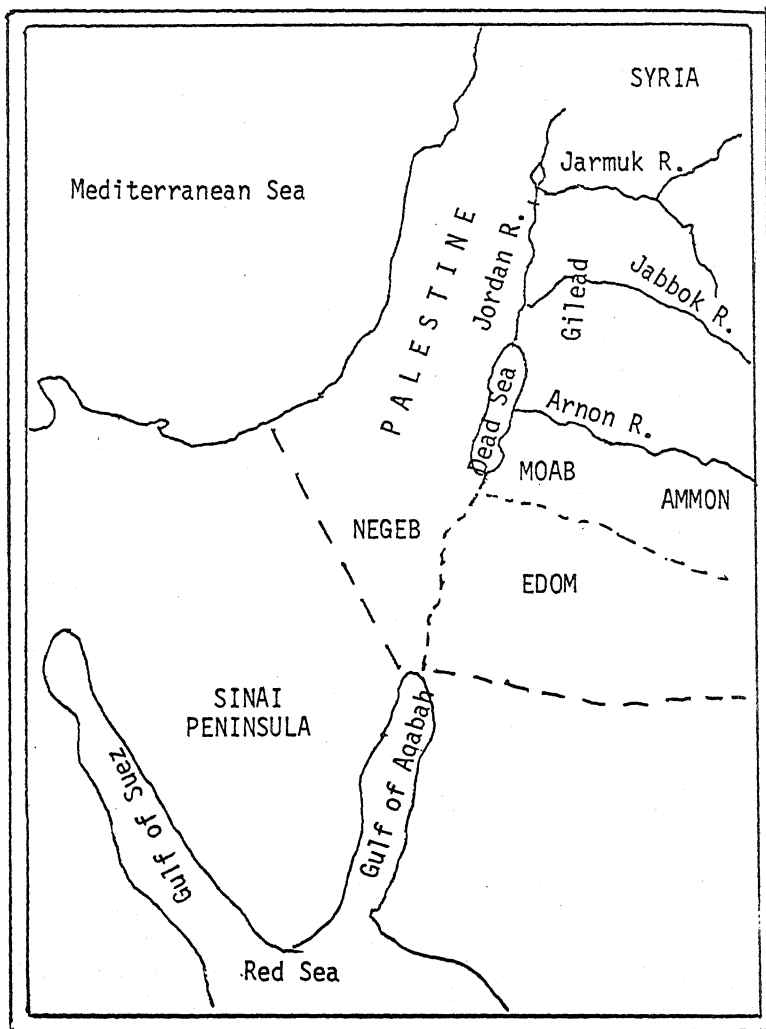 SYRIA
Jarmuk R.
Mediterranean Sea
PALESTINE
Jordan R.
Gilead
Jabbok R.
Dead Sea
Arnon R.
MOAB
AMMON
NEGEB
EDOM
SINAI
PENINSULA
Gulf of Suez
Gulf of Aqabah
Red Sea